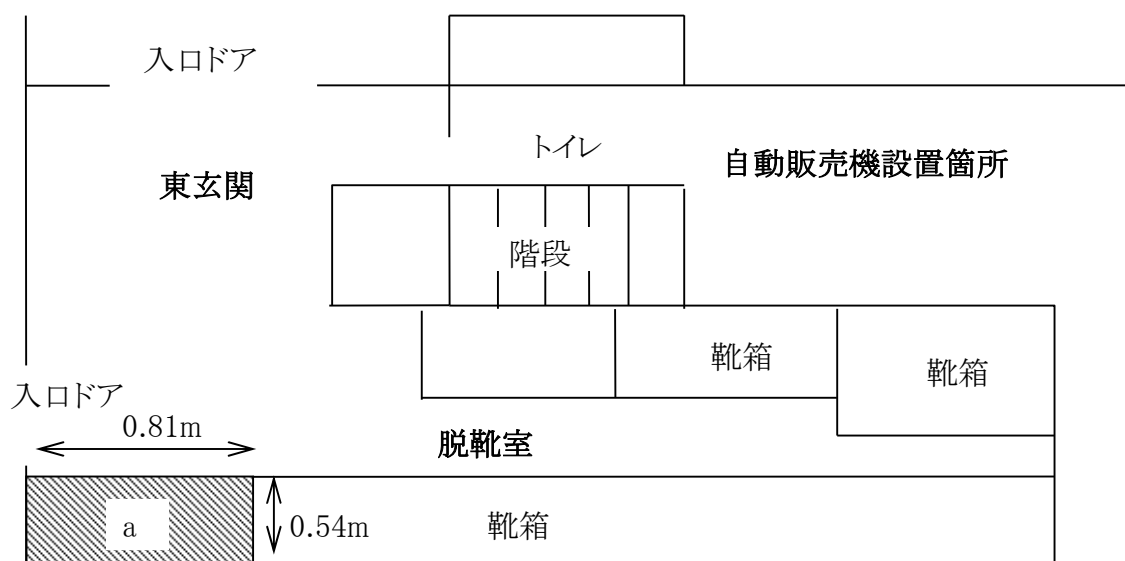 入口ドア
トイレ
自動販売機設置箇所
東玄関
階段
靴箱
靴箱
入口ドア
0.81m
脱靴室
a
0.54m
靴箱